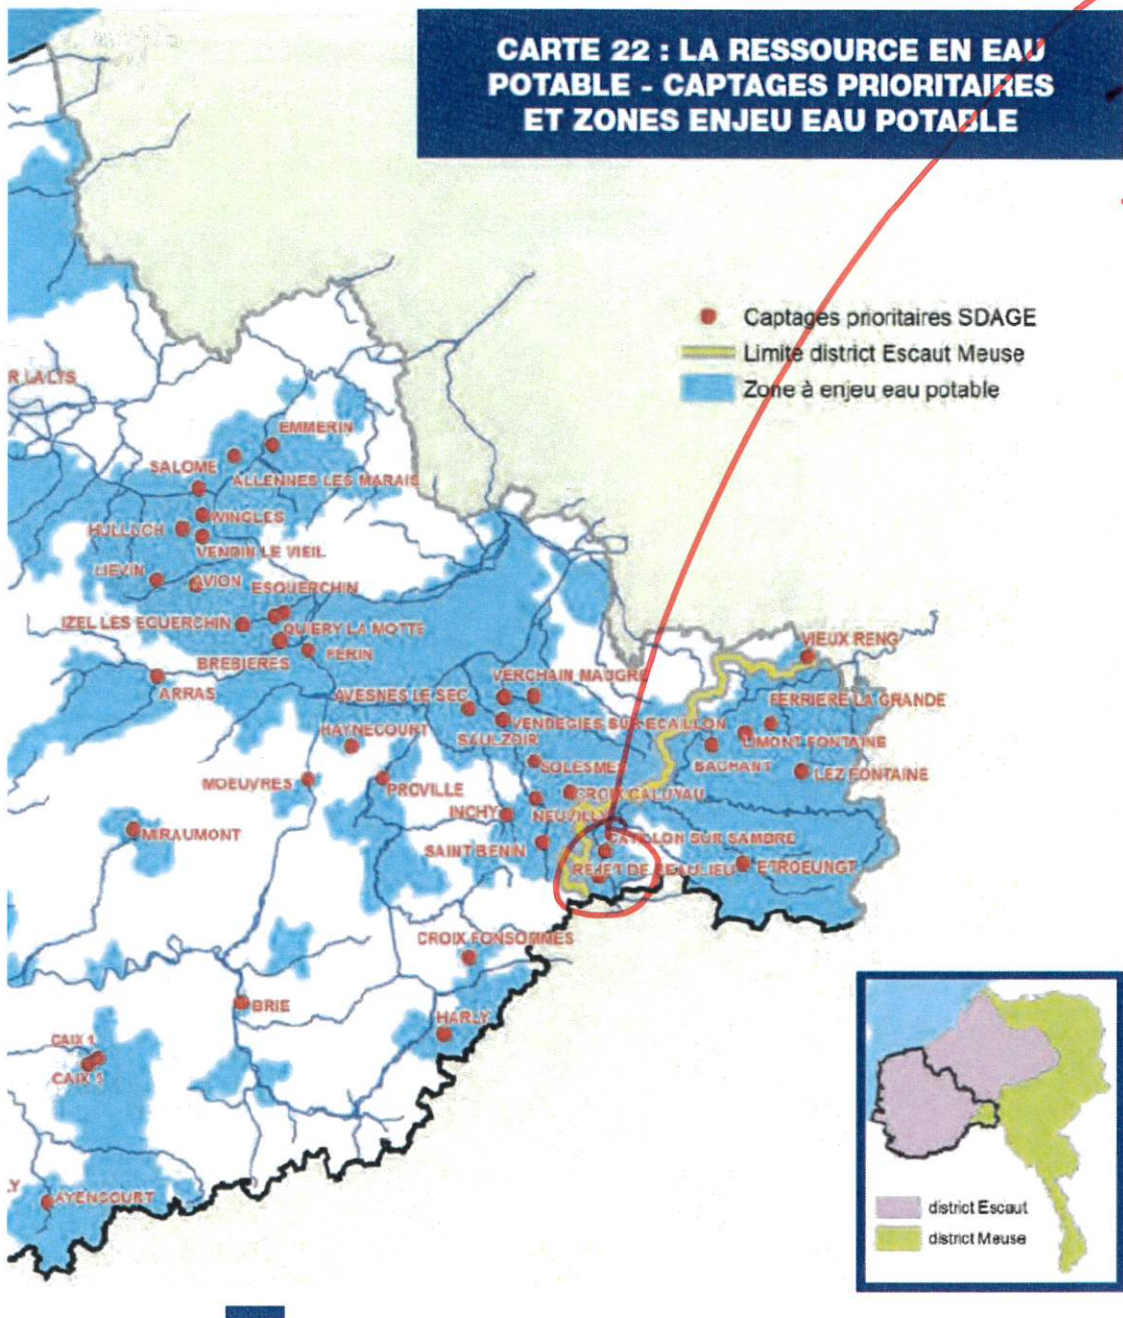 CARTE 22 : LA RESSOURCE EN EAU
POTABLE - CAPTAGES PRIORITAIRES
ET ZONES ENJEU EAU POTABLE
Captages prioritaires SDAGE
Limite district Escaut Meuse
Zone à enjeu eau potable
R LA LYS
EMMERIN
SALOME
ALLENNES LES MARAIS
WINGLES
HULLUCH
VENDIN LE VIEIL
LIEVIN
AVION
ESQUERCHIN
IZEL LES EQUERCHIN
QUIERY LA MOTTE
FERIN
BREBIERES
ARRAS
VIEUX RENG
VERCHAIN MAUGRE
AVESNES LE SEC
FERRIERE LA GRANDE
VENDEGIES SUR ECAILLON
HAYNECOURT
SAULZOIR
LIMONT FONTAINE
SOLESMES
BACHANT
LEZ FONTAINE
MOEUVRES
PROVILLE
CROIX CALUYAU
INCHY
NEUVILLY
MIRAUMONT
CATILLON SUR SAMBRE
SAINT BENIN
REJET DE BEAULIEU
ETROEUNGT
CROIX FONSOMNES
BRIE
HARLY
CAIX 1
CAIX 3
LY
AYENCOURT
district Escaut
district Meuse